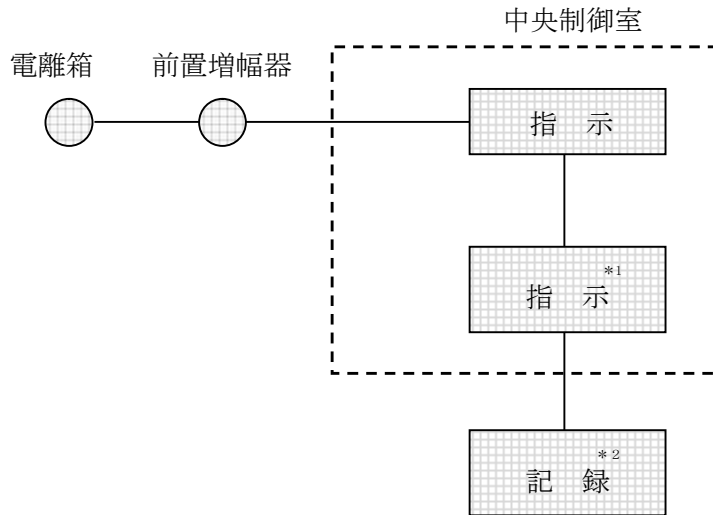 中央制御室
電離箱
前置増幅器
指 示
指 示*1
記 録*2